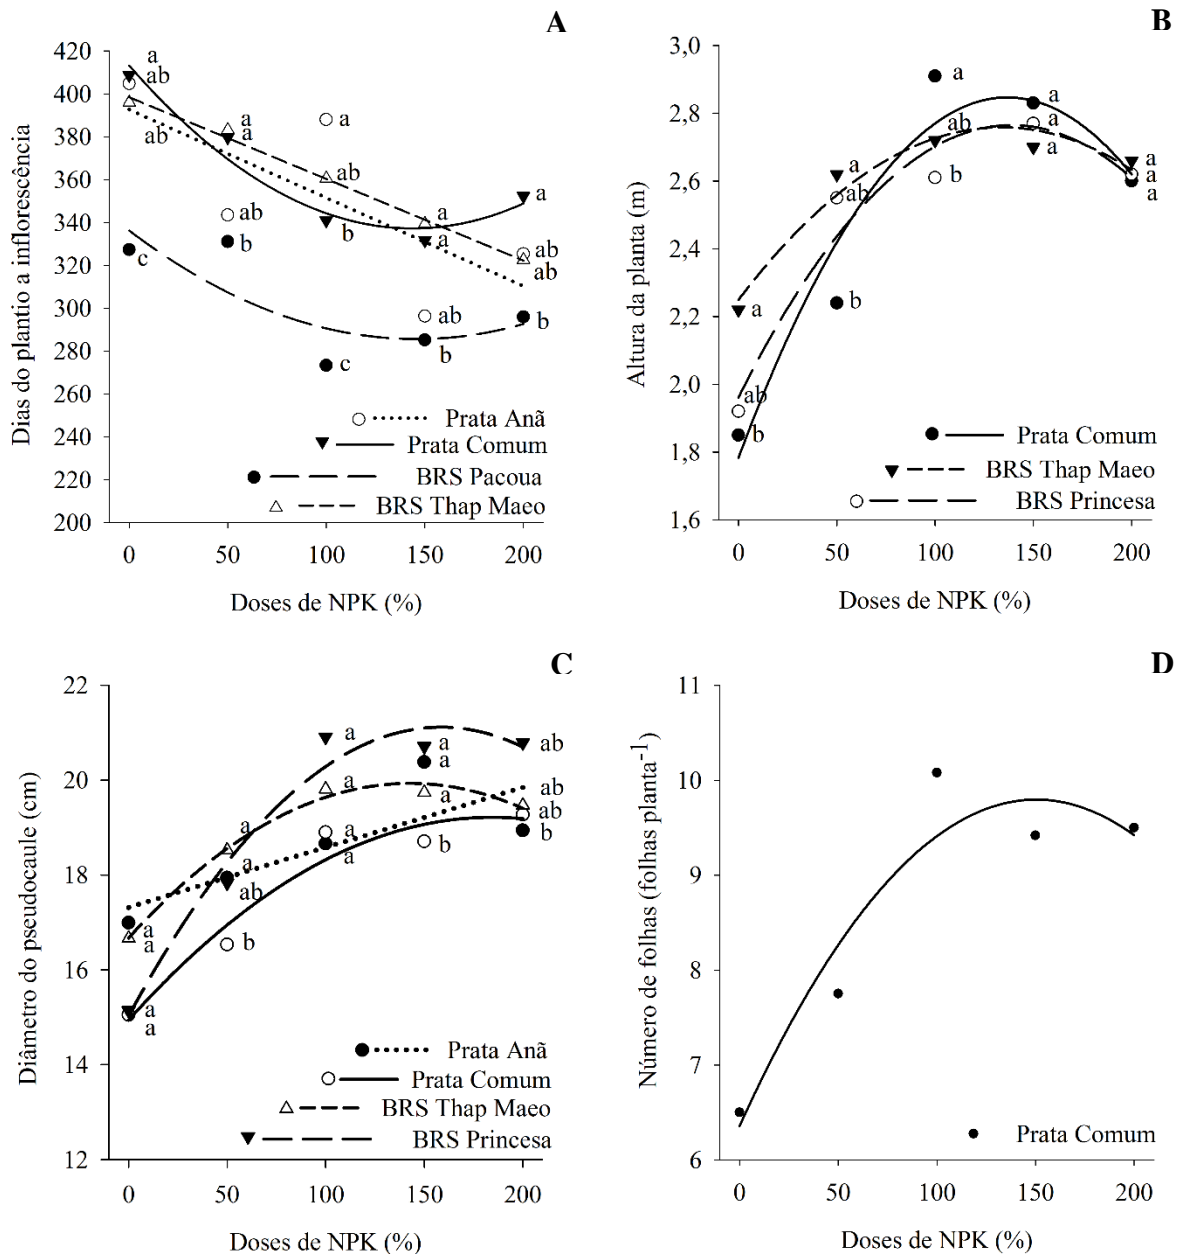 A
420
400
380
360
340
320
300
280
260
240
220
200
Dias do plantio a inflorescência
a
ab
ab
c
a
a
ab
b
a
ab
b
c
a
a
ab
b
a
ab
ab
b
Prata Anã
Prata Comum
BRS Pacoua
BRS Thap Maeo
0 50 100 150 200
Doses de NPK (%)
B
3,0
2,8
2,6
2,4
2,2
2,0
1,8
1,6
Altura da planta (m)
a
ab
b
a
ab
b
a
ab
b
a
a
a
a
a
a
Prata Comum
BRS Thap Maeo
BRS Princesa
0 50 100 150 200
Doses de NPK (%)
C
22
20
18
16
14
12
Diâmetro do pseudocaule (cm)
a
a
a
a
a
a
ab
b
a
a
a
a
a
a
a
b
ab
ab
ab
b
Prata Anã
Prata Comum
BRS Thap Maeo
BRS Princesa
0 50 100 150 200
Doses de NPK (%)
D
11
10
9
8
7
6
Número de folhas (folhas planta-1)
Prata Comum
0 50 100 150 200
Doses de NPK (%)